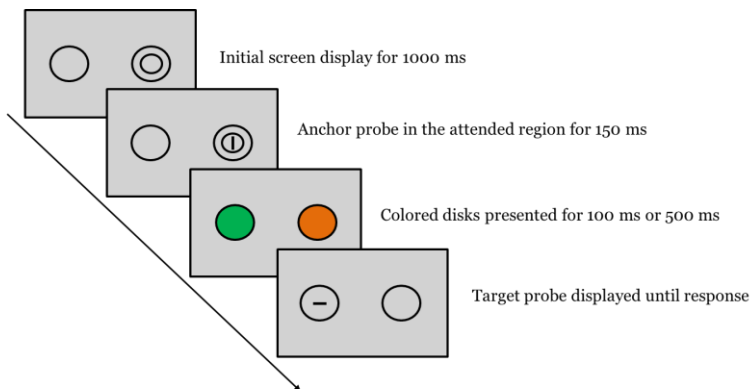 Initial screen display for 1000 ms
Anchor probe in the attended region for 150 ms
Colored disks presented for 100 ms or 500 ms
Target probe displayed until response